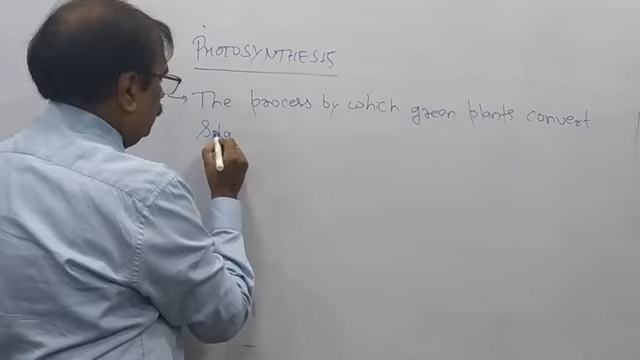 PHOTOSYNTHESIS
→ The process by which green plants convert
Sola